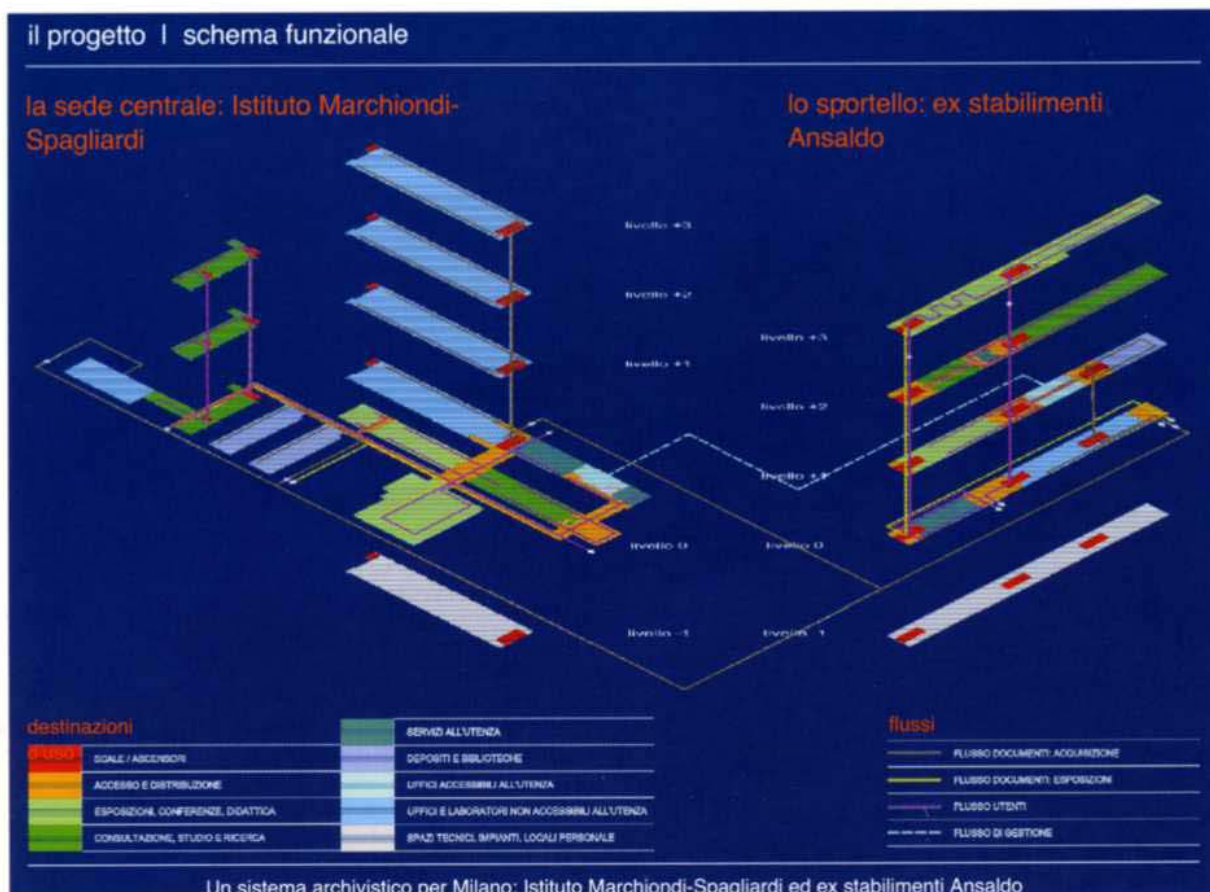 il progetto | schema funzionale
la sede centrale: Istituto Marchiondi-
Spagliardi
lo sportello: ex stabilimenti
Ansaldo
livello +3
livello +2
livello +1
livello 0
livello -1
livello +3
livello +2
livello +1
livello 0
livello -1
destinazioni
d'uso
SCALE / ASCENSORI
ACCESSO E DISTRIBUZIONE
ESPOSIZIONI, CONFERENZE, DIDATTICA
CONSULTAZIONE, STUDIO E RICERCA
SERVIZI ALL'UTENZA
DEPOSITI E BIBLIOTECHE
UFFICI ACCESSIBILI ALL'UTENZA
UFFICI E LABORATORI NON ACCESSIBILI ALL'UTENZA
SPAZI TECNICI, IMPIANTI, LOCALI PERSONALE
flussi
FLUSSO DOCUMENTI: ACQUISIZIONE
FLUSSO DOCUMENTI: ESPOSIZIONI
FLUSSO UTENTI
FLUSSO DI GESTIONE
Un sistema archivistico per Milano: Istituto Marchiondi-Spagliardi ed ex stabilimenti Ansaldo